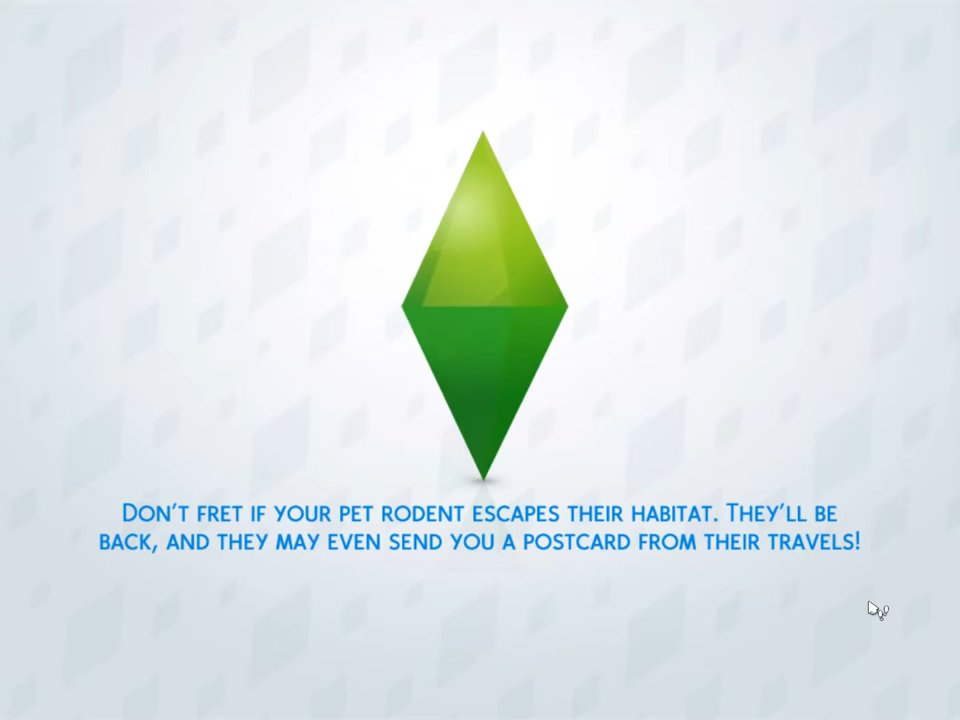 Don't fret if your pet rodent escapes their habitat. They'll be
back, and they may even send you a postcard from their travels!